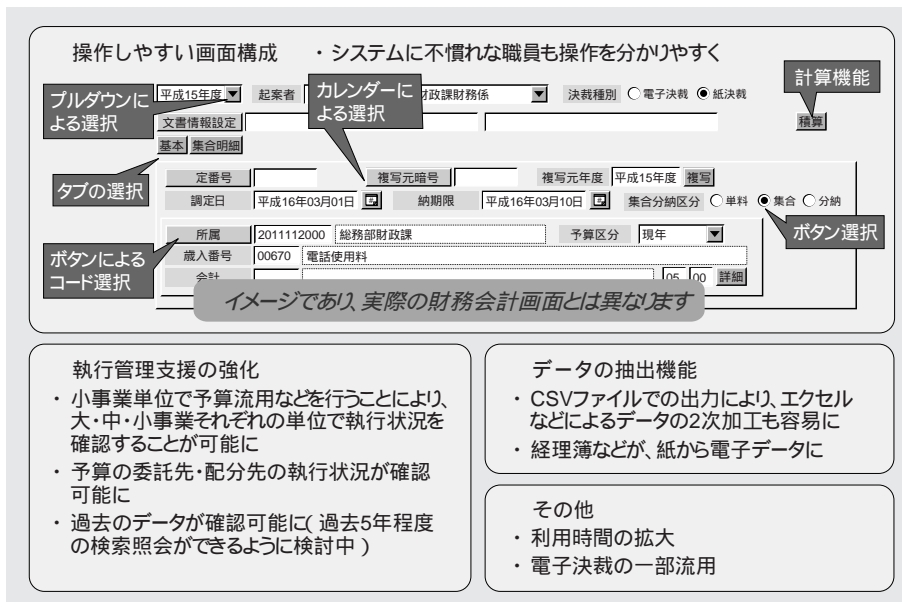 操作しやすい画面構成 ・システムに不慣れな職員も操作を分かりやすく
計算機能
プルダウンに
よる選択
カレンダーに
よる選択
平成15年度 起案者 財政課財務係 決裁種別 電子決裁 紙決裁
文書情報設定 積算
基本 集合明細
タブの選択
定番号 複写元暗号 複写元年度 平成15年度 複写
調定日 平成16年03月01日 納期限 平成16年03月10日 集合分納区分 単料 集合 分納
ボタン選択
所属 2011112000 総務部財政課 予算区分 現年
ボタンによる
コード選択
歳入番号 00670 電話使用料
会計 05 00 詳細
イメージであり、実際の財務会計画面とは異なります
執行管理支援の強化
・ 小事業単位で予算流用などを行うことにより、
大・中・小事業それぞれの単位で執行状況を
確認することが可能に
・ 予算の委託先・配分先の執行状況が確認
可能に
・ 過去のデータが確認可能に(過去5年程度
の検索照会ができるように検討中)
データの抽出機能
・ CSVファイルでの出力により、エクセル
などによるデータの2次加工も容易に
・ 経理簿などが、紙から電子データに
その他
・ 利用時間の拡大
・ 電子決裁の一部流用